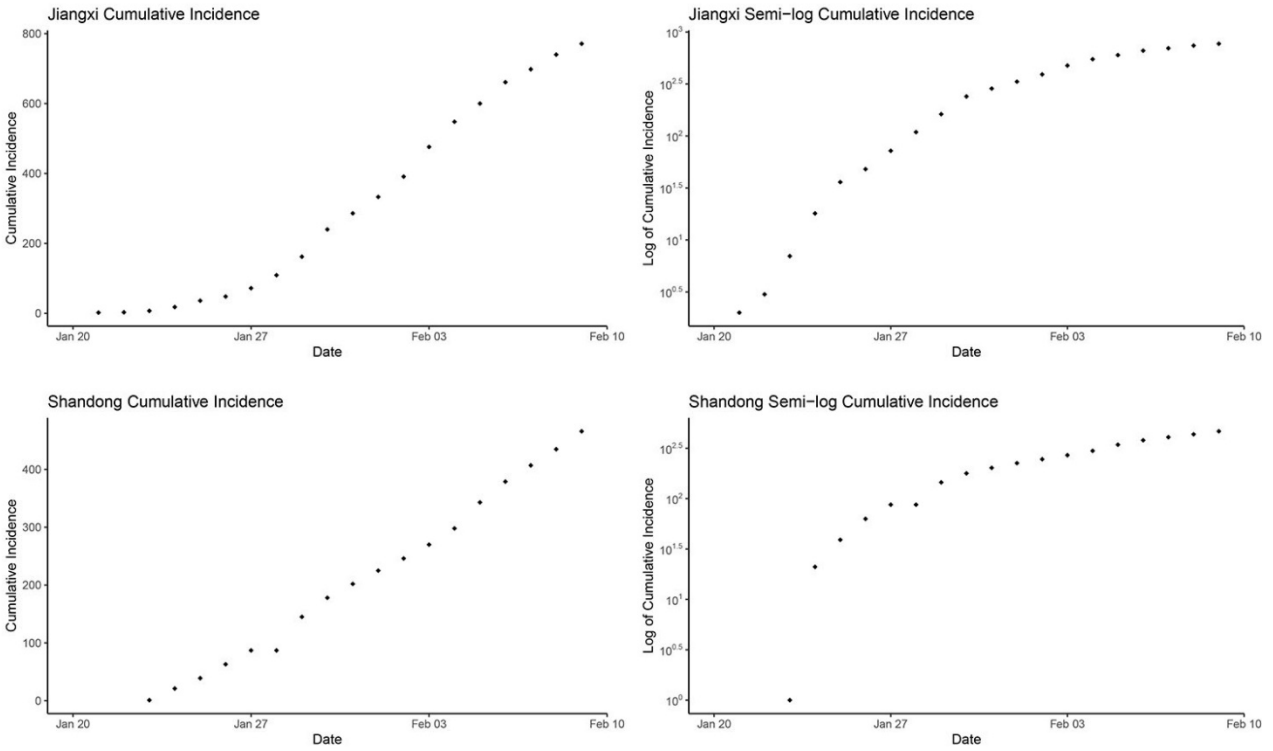 Jiangxi Cumulative Incidence
800
600
400
200
0
Cumulative Incidence
Jan 20 Jan 27 Feb 03 Feb 10
Date
Jiangxi Semi−log Cumulative Incidence
10^3
10^2.5
10^2
10^1.5
10^1
10^0.5
Log of Cumulative Incidence
Jan 20 Jan 27 Feb 03 Feb 10
Date
Shandong Cumulative Incidence
400
300
200
100
0
Cumulative Incidence
Jan 20 Jan 27 Feb 03 Feb 10
Date
Shandong Semi−log Cumulative Incidence
10^2.5
10^2
10^1.5
10^1
10^0.5
10^0
Log of Cumulative Incidence
Jan 20 Jan 27 Feb 03 Feb 10
Date